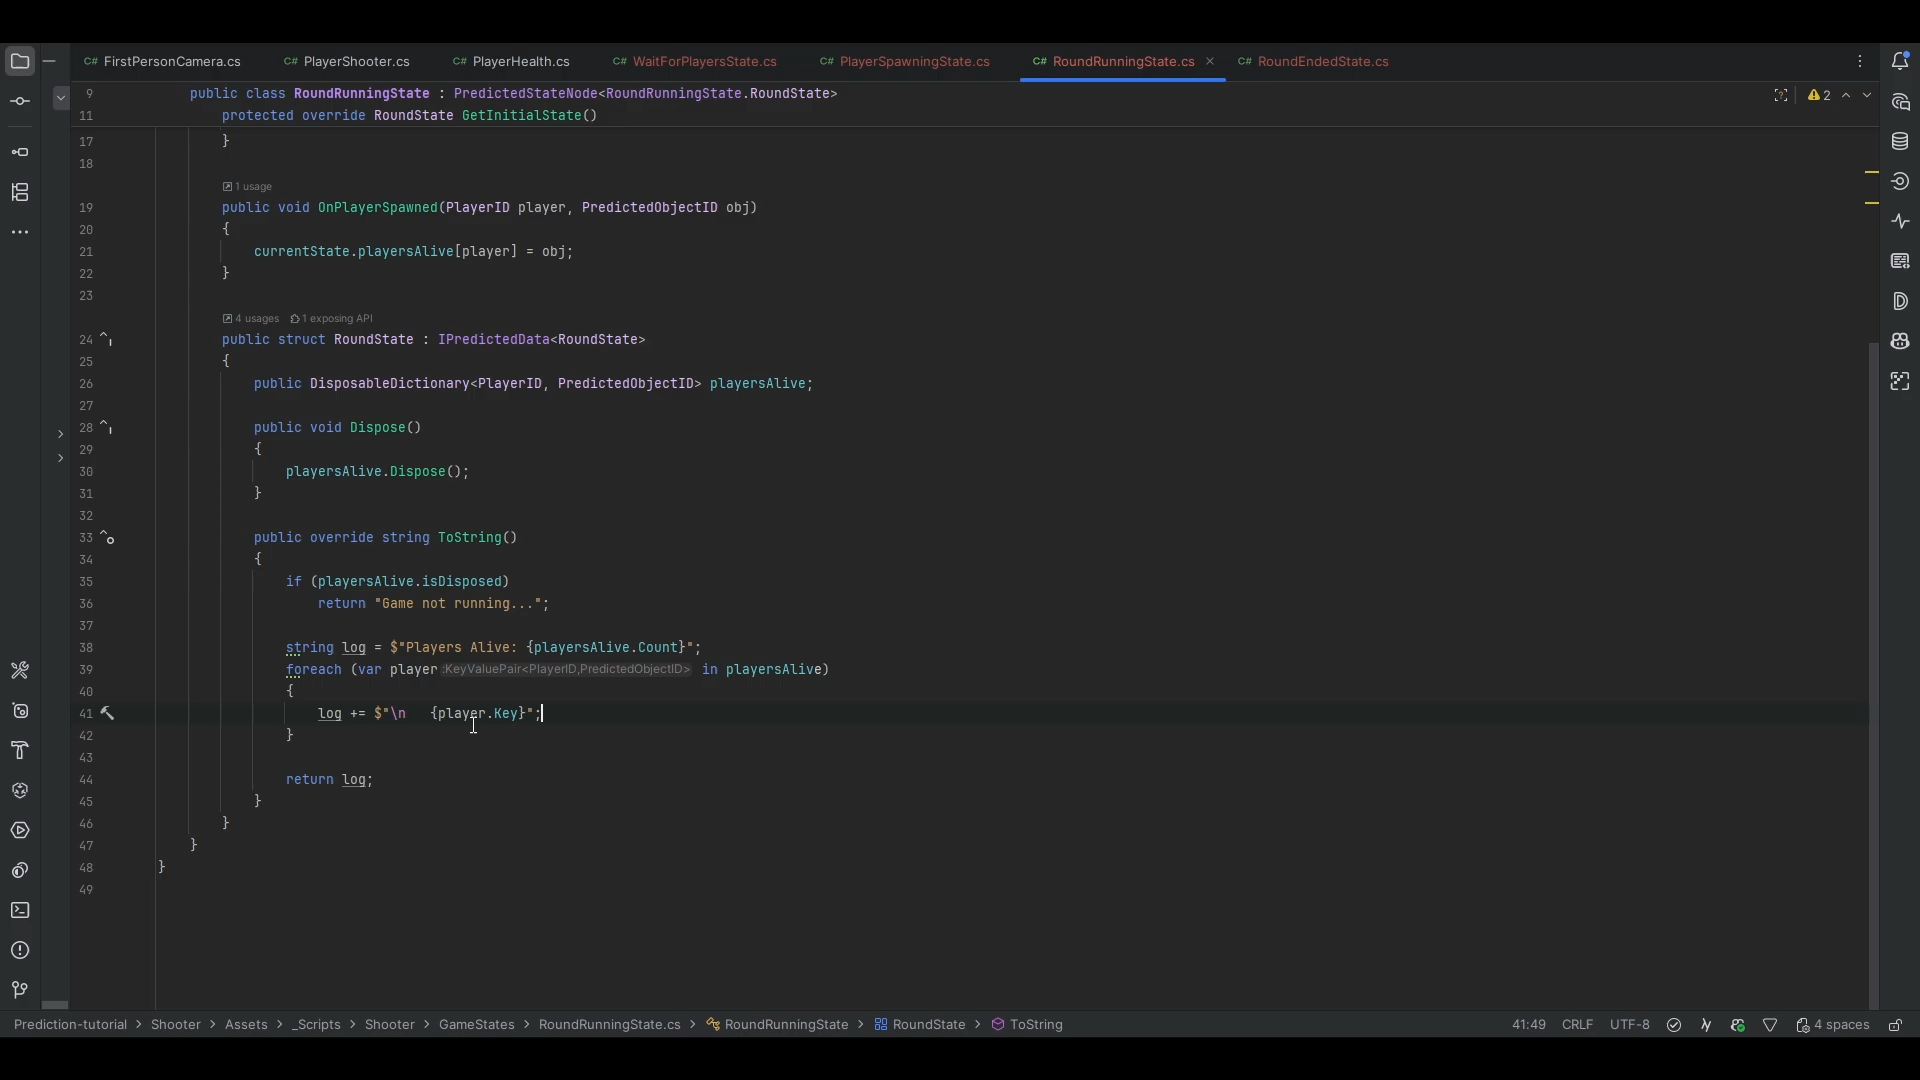 C# FirstPersonCamera.cs C# PlayerShooter.cs C# PlayerHealth.cs C# WaitForPlayersState.cs C# PlayerSpawningState.cs C# RoundRunningState.cs C# RoundEndedState.cs
9 public class RoundRunningState : PredictedStateNode<RoundRunningState.RoundState> 2
11 protected override RoundState GetInitialState()
17 }
18
1 usage
19 public void OnPlayerSpawned(PlayerID player, PredictedObjectID obj)
20 {
21 currentState.playersAlive[player] = obj;
22 }
23
4 usages 1 exposing API
24 public struct RoundState : IPredictedData<RoundState>
25 {
26 public DisposableDictionary<PlayerID, PredictedObjectID> playersAlive;
27
28 public void Dispose()
29 {
30 playersAlive.Dispose();
31 }
32
33 public override string ToString()
34 {
35 if (playersAlive.isDisposed)
36 return "Game not running...";
37
38 string log = $"Players Alive: {playersAlive.Count}";
39 foreach (var player :KeyValuePair<PlayerID,PredictedObjectID> in playersAlive)
40 {
41 log += $"\n   {player.Key}";
42 }
43
44 return log;
45 }
46 }
47 }
48 }
49
Prediction-tutorial > Shooter > Assets > _Scripts > Shooter > GameStates > RoundRunningState.cs > RoundRunningState > RoundState > ToString 41:49 CRLF UTF-8 4 spaces